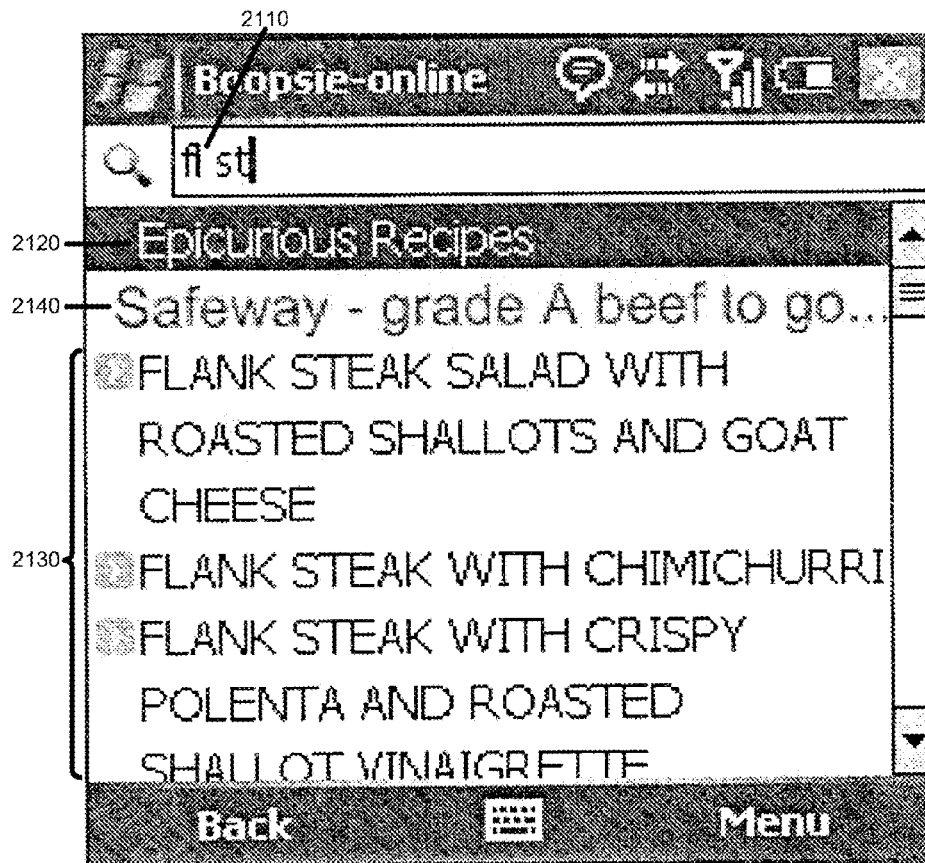 2110
Boopsie-online
fl st
2120
Epicurious Recipes
2140
Safeway - grade A beef to go...
FLANK STEAK SALAD WITH
ROASTED SHALLOTS AND GOAT
CHEESE
2130
FLANK STEAK WITH CHIMICHURRI
FLANK STEAK WITH CRISPY
POLENTA AND ROASTED
SHALLOT VINAIGRETTE
Back
Menu